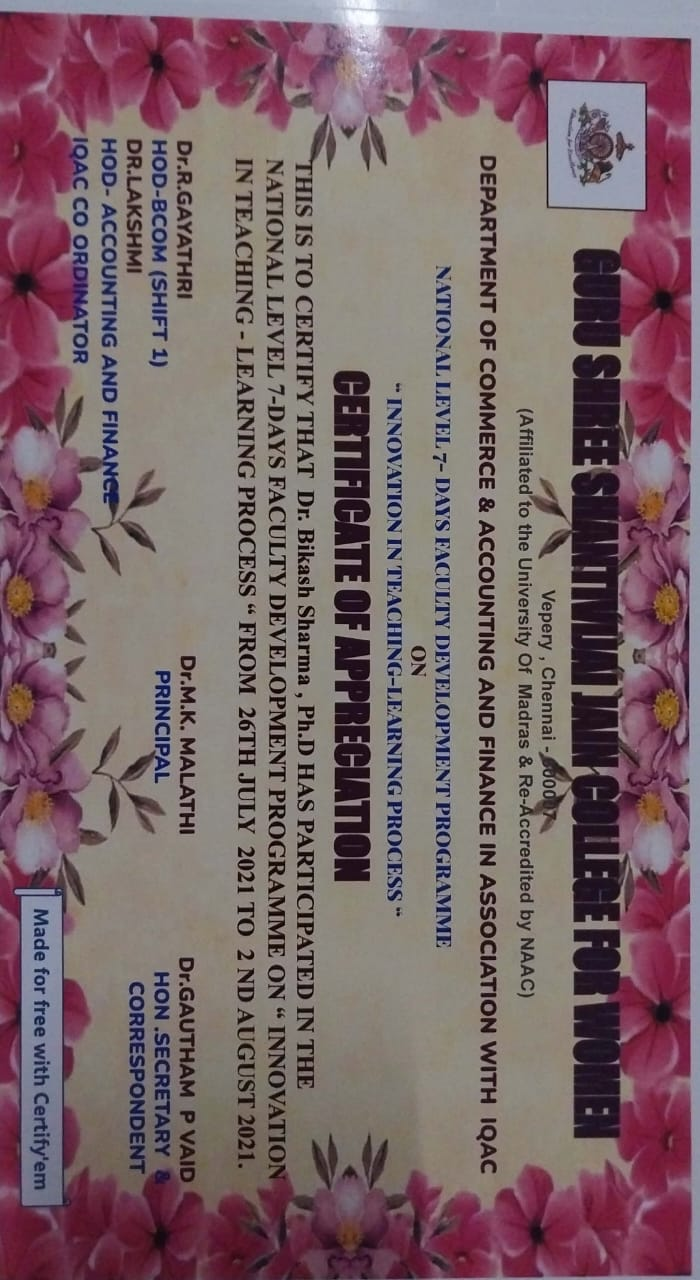 GURU SHREE SHANTIVIJAI JAIN COLLEGE FOR WOMEN
Vepery , Chennai - 600007
(Affiliated to the University Of Madras & Re-Accredited by NAAC)
DEPARTMENT OF COMMERCE & ACCOUNTING AND FINANCE IN ASSOCIATION WITH IQAC
NATIONAL LEVEL 7- DAYS FACULTY DEVELOPMENT PROGRAMME
ON
“ INNOVATION IN TEACHING-LEARNING PROCESS “
CERTIFICATE OF APPRECIATION
THIS IS TO CERTIFY THAT Dr. Bikash Sharma , Ph.D HAS PARTICIPATED IN THE
NATIONAL LEVEL 7-DAYS FACULTY DEVELOPMENT PROGRAMME ON “ INNOVATION
IN TEACHING - LEARNING PROCESS “ FROM 26TH JULY 2021 TO 2 ND AUGUST 2021.
Dr.R.GAYATHRI
HOD-BCOM (SHIFT 1)
DR.LAKSHMI
HOD- ACCOUNTING AND FINANCE
IQAC CO ORDINATOR
Dr.M.K. MALATHI
PRINCIPAL
Dr.GAUTHAM P VAID
HON .SECRETARY &
CORRESPONDENT
Made for free with Certify'em